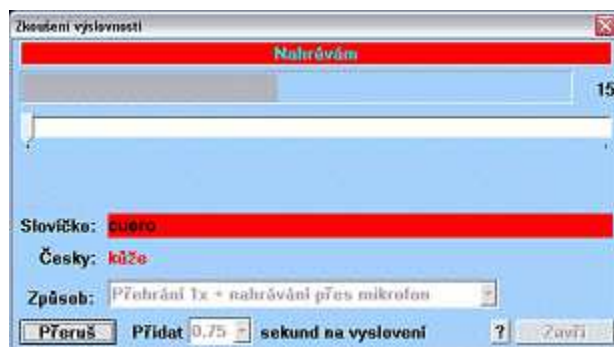 Zkoušení výslovnosti
Nahrávám
15
Slovíčko: cuero
Česky: kůže
Způsob: Přehrání 1x + nahrávání přes mikrofon
Přeruš Přidat 0.75 sekund na vyslovení ? Zavři